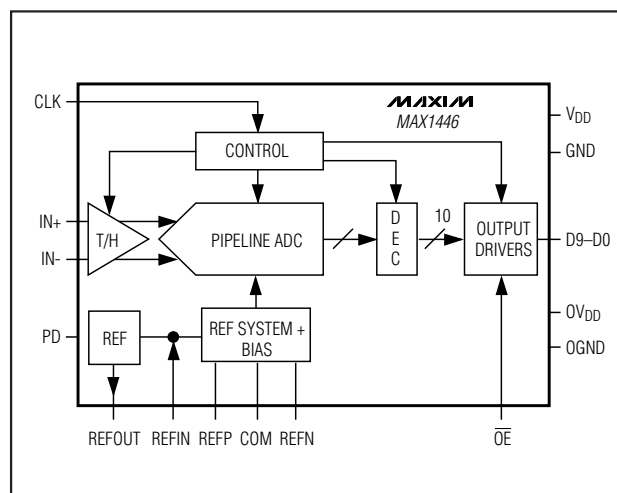 CLK
MAXIM
MAX1446
VDD
GND
CONTROL
IN+
IN-
T/H
PIPELINE ADC
D
E
C
10
OUTPUT
DRIVERS
D9–D0
PD
REF
REF SYSTEM +
BIAS
OVDD
OGND
REFOUT
REFIN
REFP
COM
REFN
OE